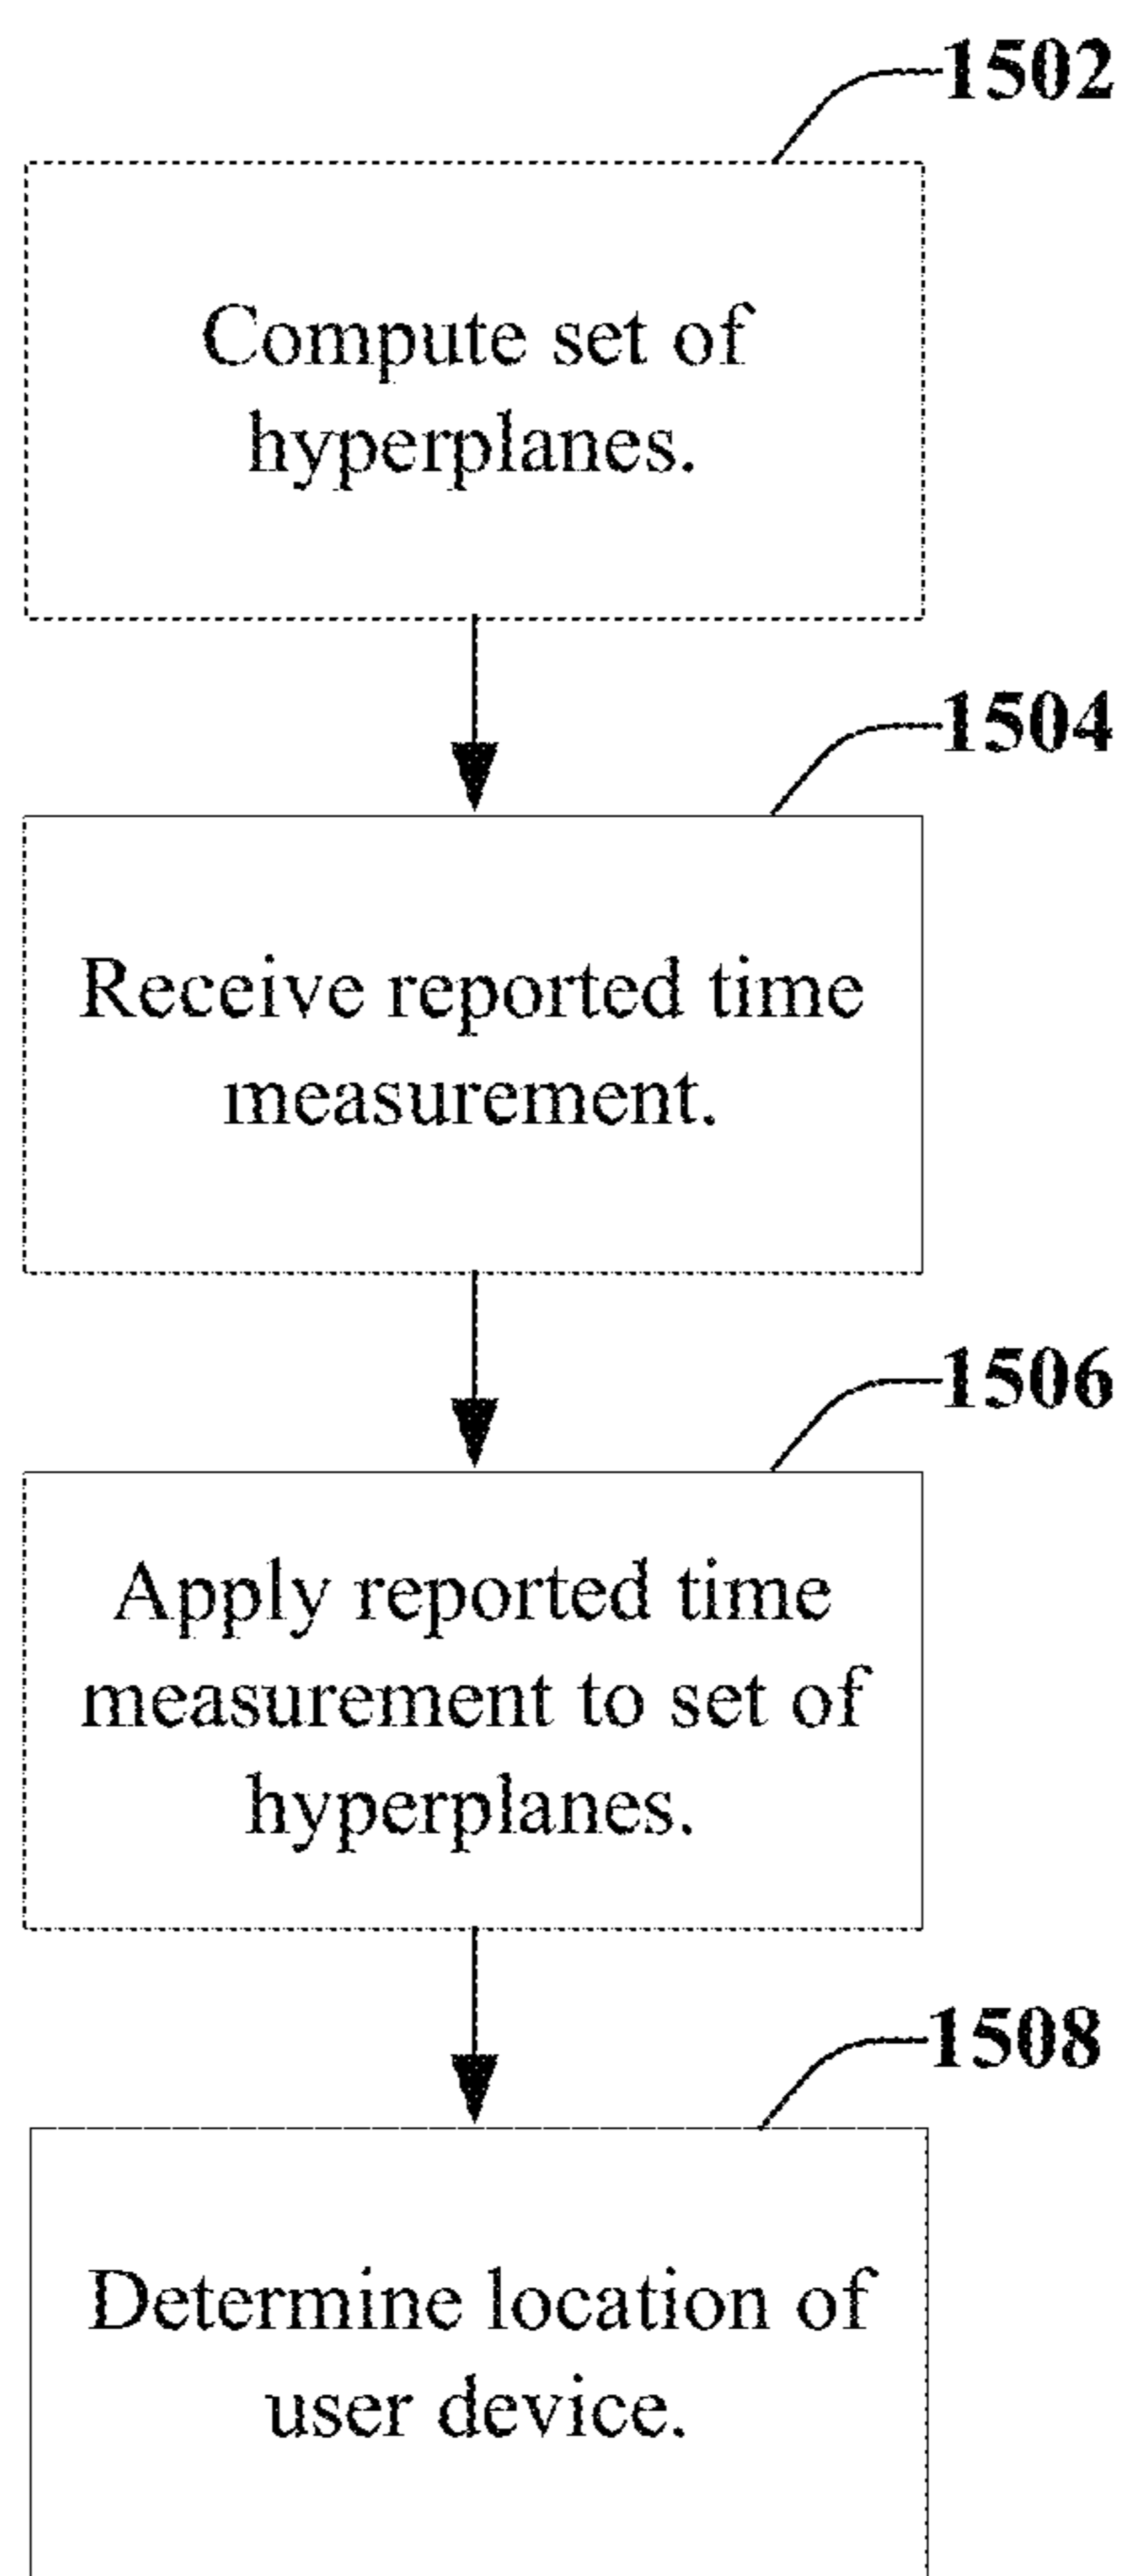 1502
Compute set of
hyperplanes.
1504
Receive reported time
measurement.
1506
Apply reported time
measurement to set of
hyperplanes.
1508
Determine location of
user device.